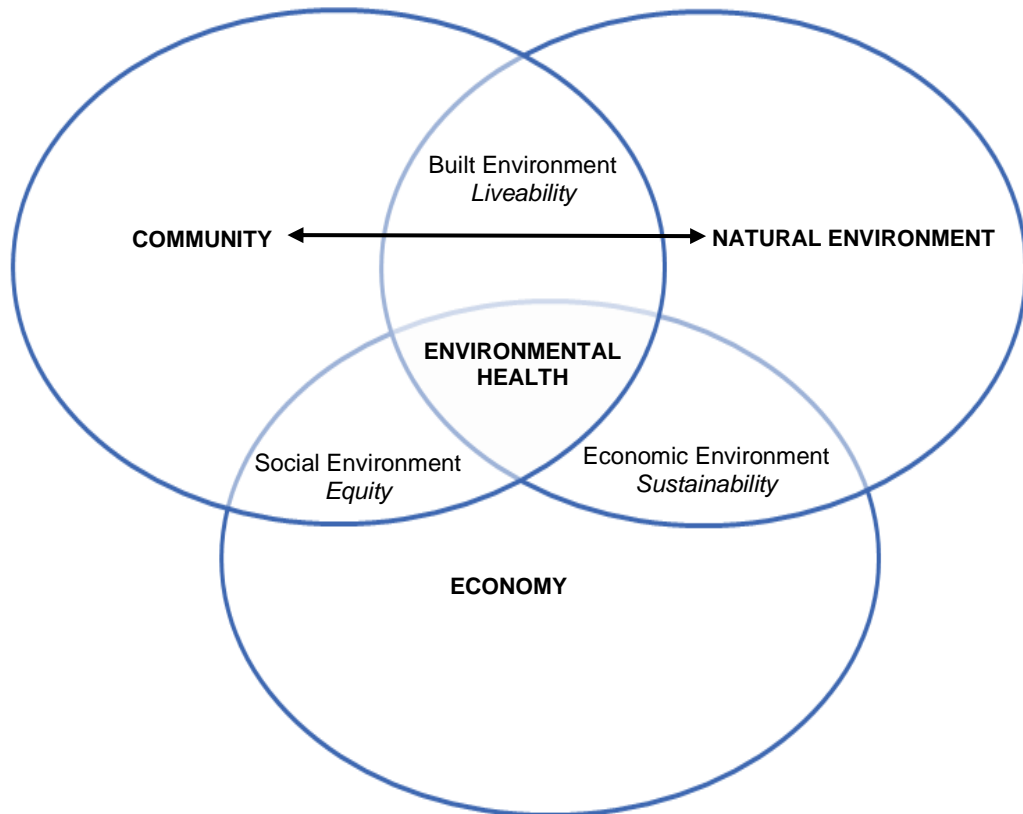 Built Environment
Liveability
COMMUNITY
NATURAL ENVIRONMENT
ENVIRONMENTAL
HEALTH
Social Environment
Equity
Economic Environment
Sustainability
ECONOMY